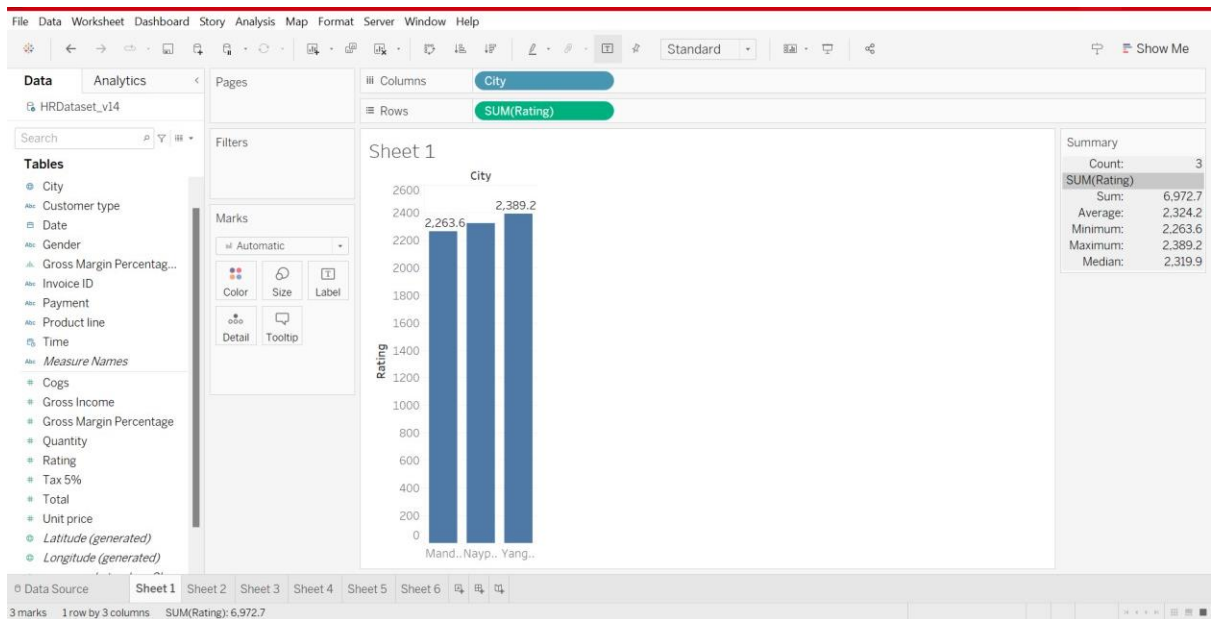 File Data Worksheet Dashboard Story Analysis Map Format Server Window Help
Standard
Show Me
Data Analytics
HRDataset_v14
Search
Tables
City
Abc Customer type
Date
Abc Gender
Gross Margin Percentag...
Abc Invoice ID
Abc Payment
Abc Product line
Time
Abc Measure Names
# Cogs
# Gross Income
# Gross Margin Percentage
# Quantity
# Rating
# Tax 5%
# Total
# Unit price
Latitude (generated)
Longitude (generated)
Pages
Filters
Marks
Automatic
Color Size Label
Detail Tooltip
iii Columns City
Rows SUM(Rating)
Sheet 1
City
2600
2400
2200
2000
1800
1600
1400
1200
1000
800
600
400
200
0
Rating
2,263.6
2,389.2
Mand.. Nayp.. Yang..
Summary
Count: 3
SUM(Rating)
Sum: 6,972.7
Average: 2,324.2
Minimum: 2,263.6
Maximum: 2,389.2
Median: 2,319.9
Data Source Sheet 1 Sheet 2 Sheet 3 Sheet 4 Sheet 5 Sheet 6
3 marks 1 row by 3 columns SUM(Rating): 6,972.7